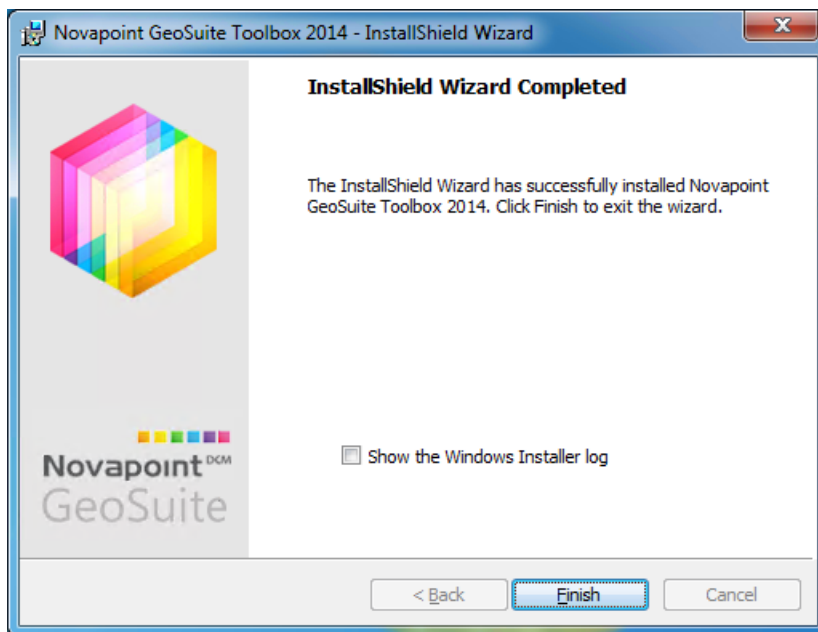 Novapoint GeoSuite Toolbox 2014 - InstallShield Wizard
InstallShield Wizard Completed
The InstallShield Wizard has successfully installed Novapoint
GeoSuite Toolbox 2014. Click Finish to exit the wizard.
Show the Windows Installer log
Novapoint DCM
GeoSuite
< Back
Finish
Cancel